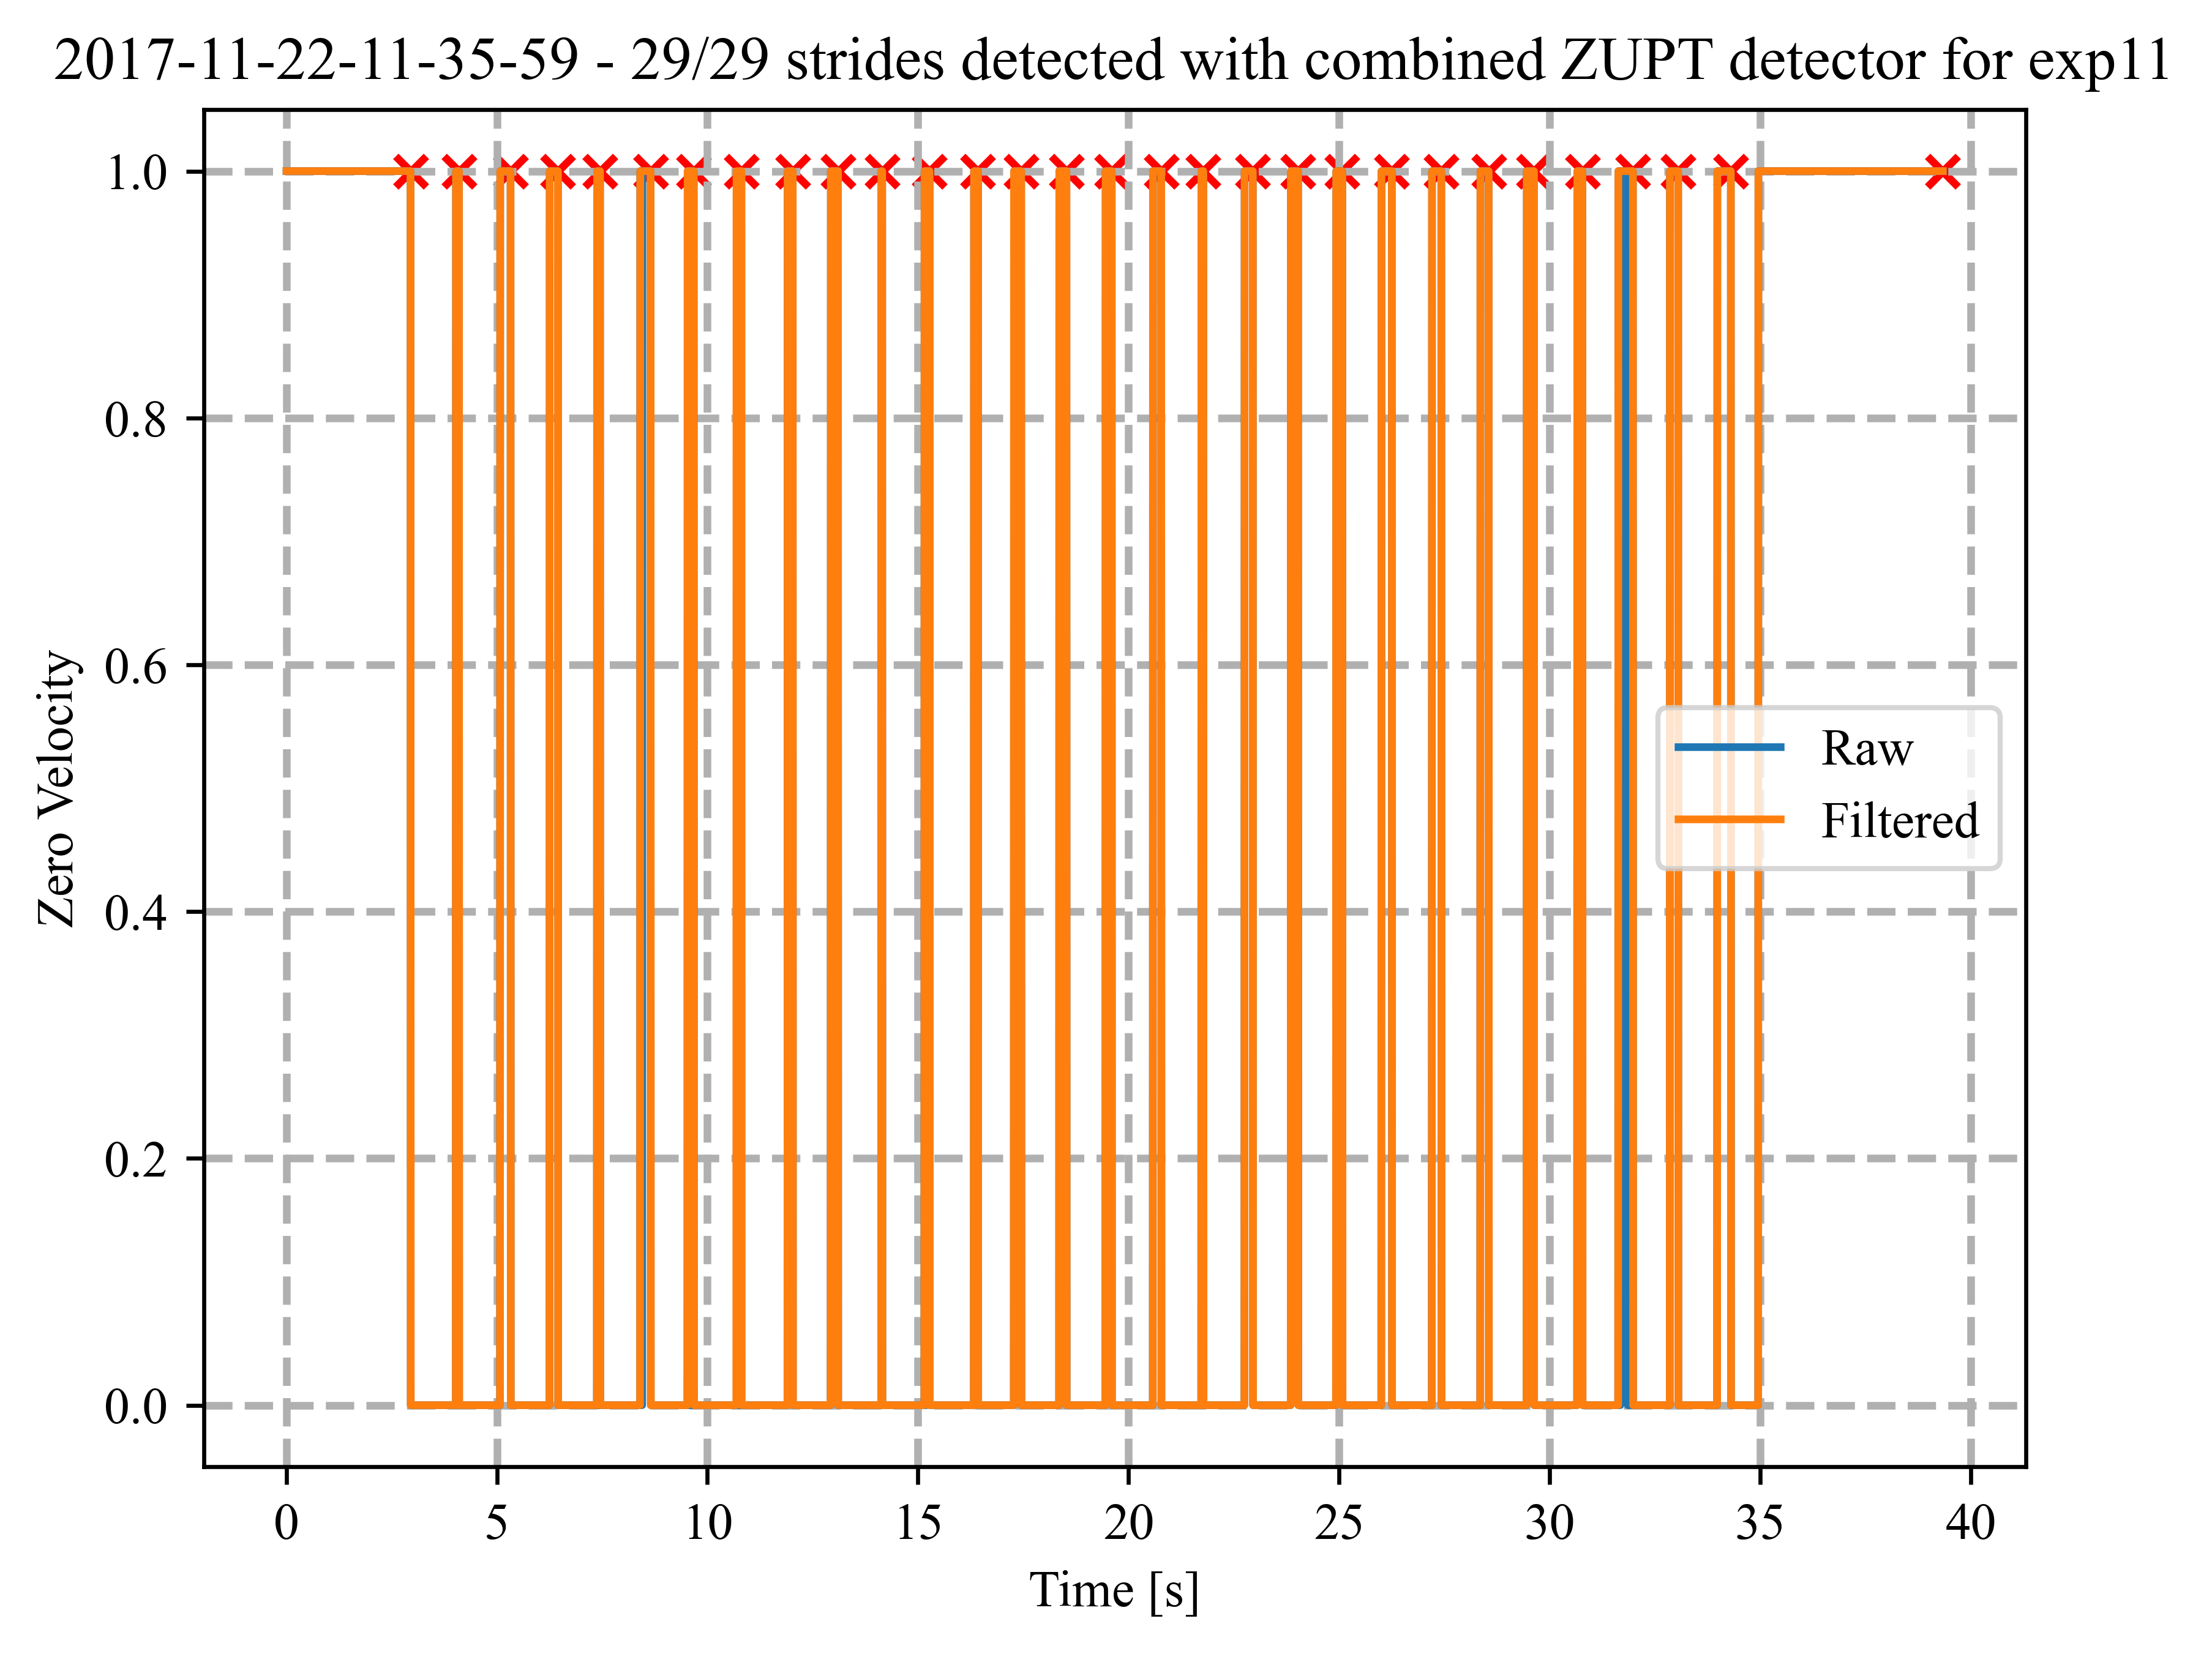 2017-11-22-11-35-59 - 29/29 strides detected with combined ZUPT detector for exp11
1.0
0.8
0.6
0.4
0.2
0.0
Zero Velocity
Raw
Filtered
0 5 10 15 20 25 30 35 40
Time [s]